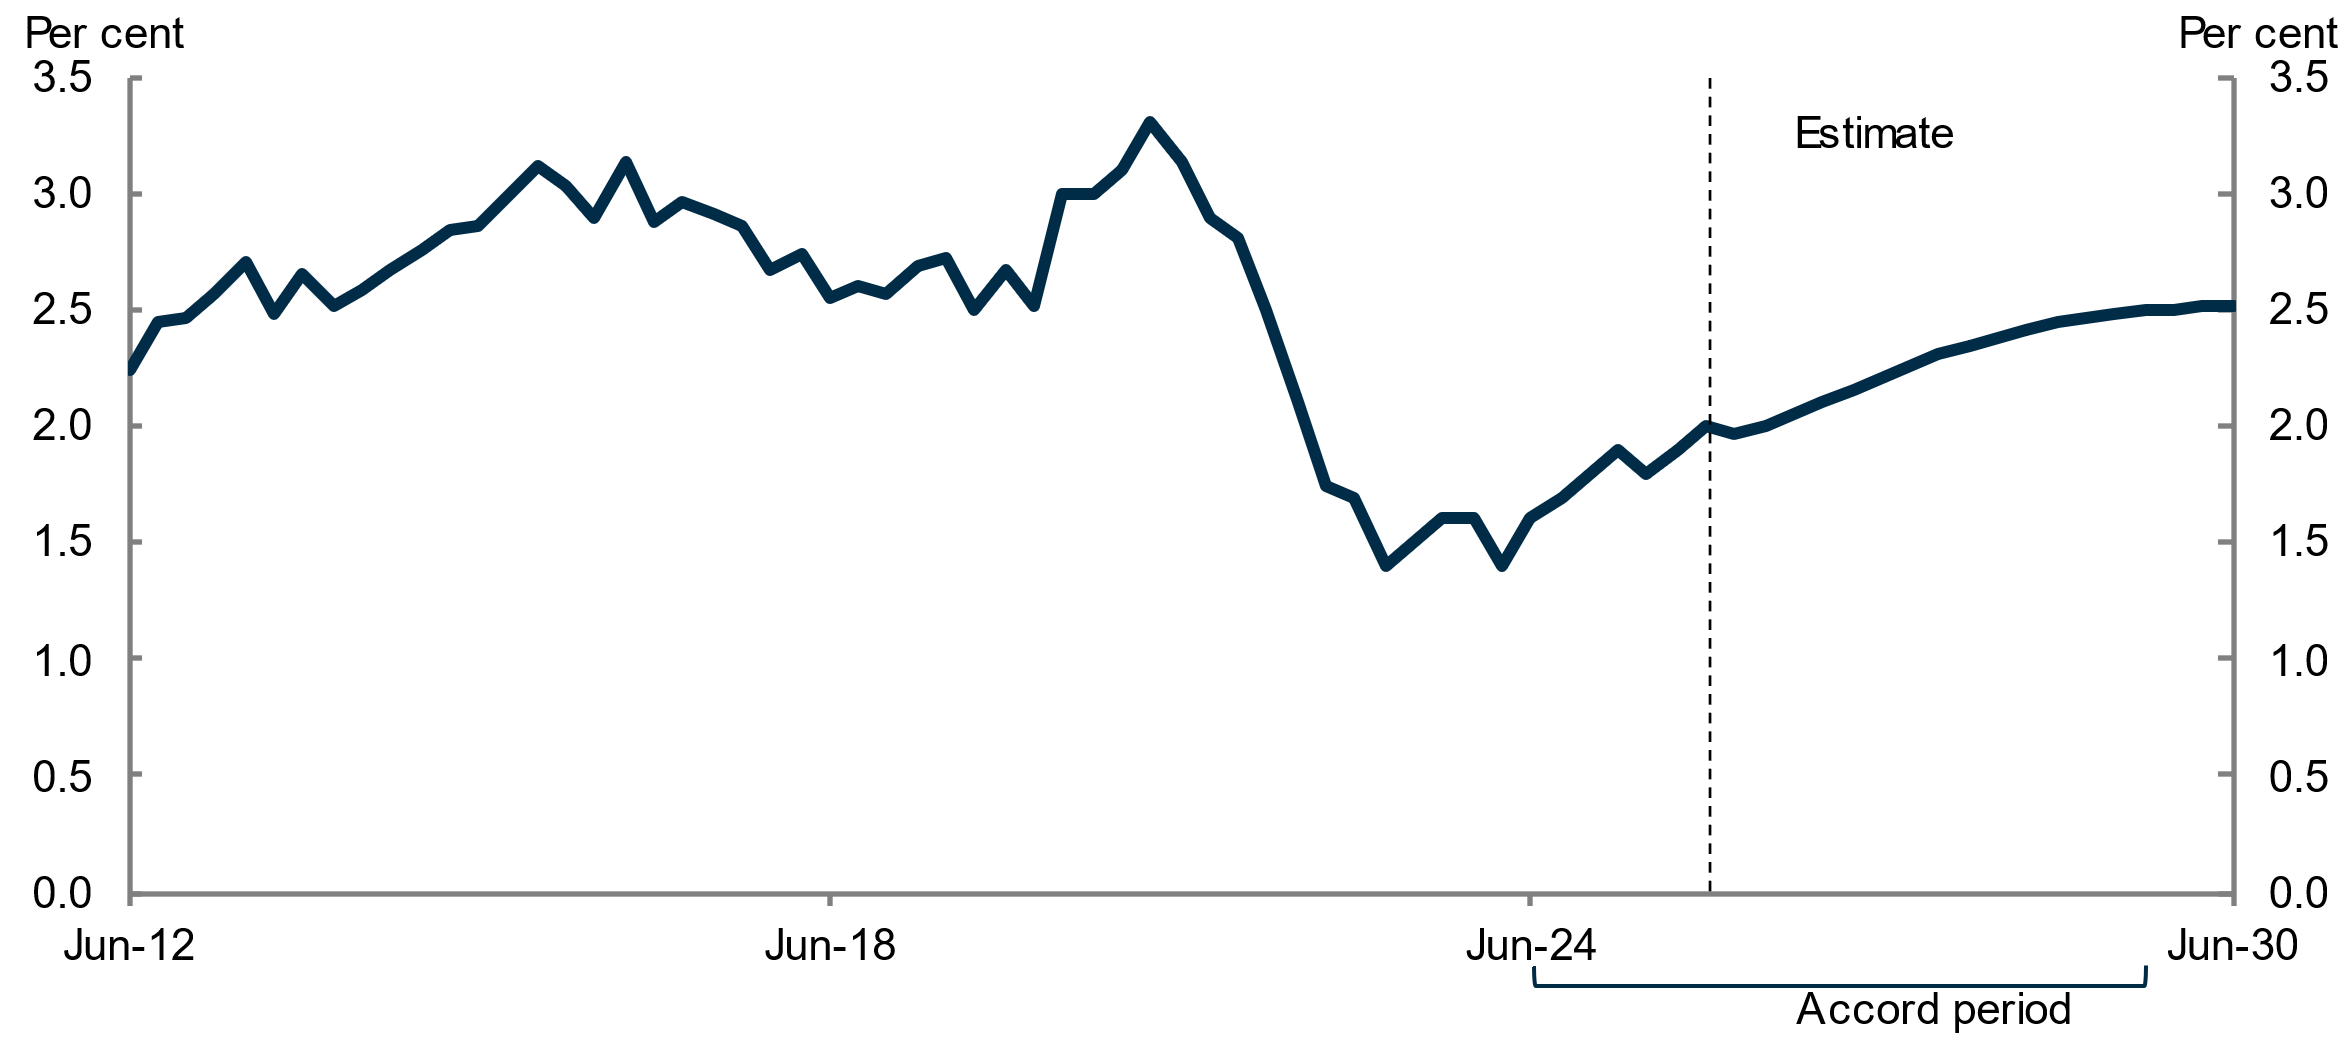 Per cent Per cent
3.5 3.5
Estimate
3.0 3.0
2.5 2.5
2.0 2.0
1.5 1.5
1.0 1.0
0.5 0.5
0.0 0.0
Jun-12 Jun-18 Jun-24 Jun-30
Accord period